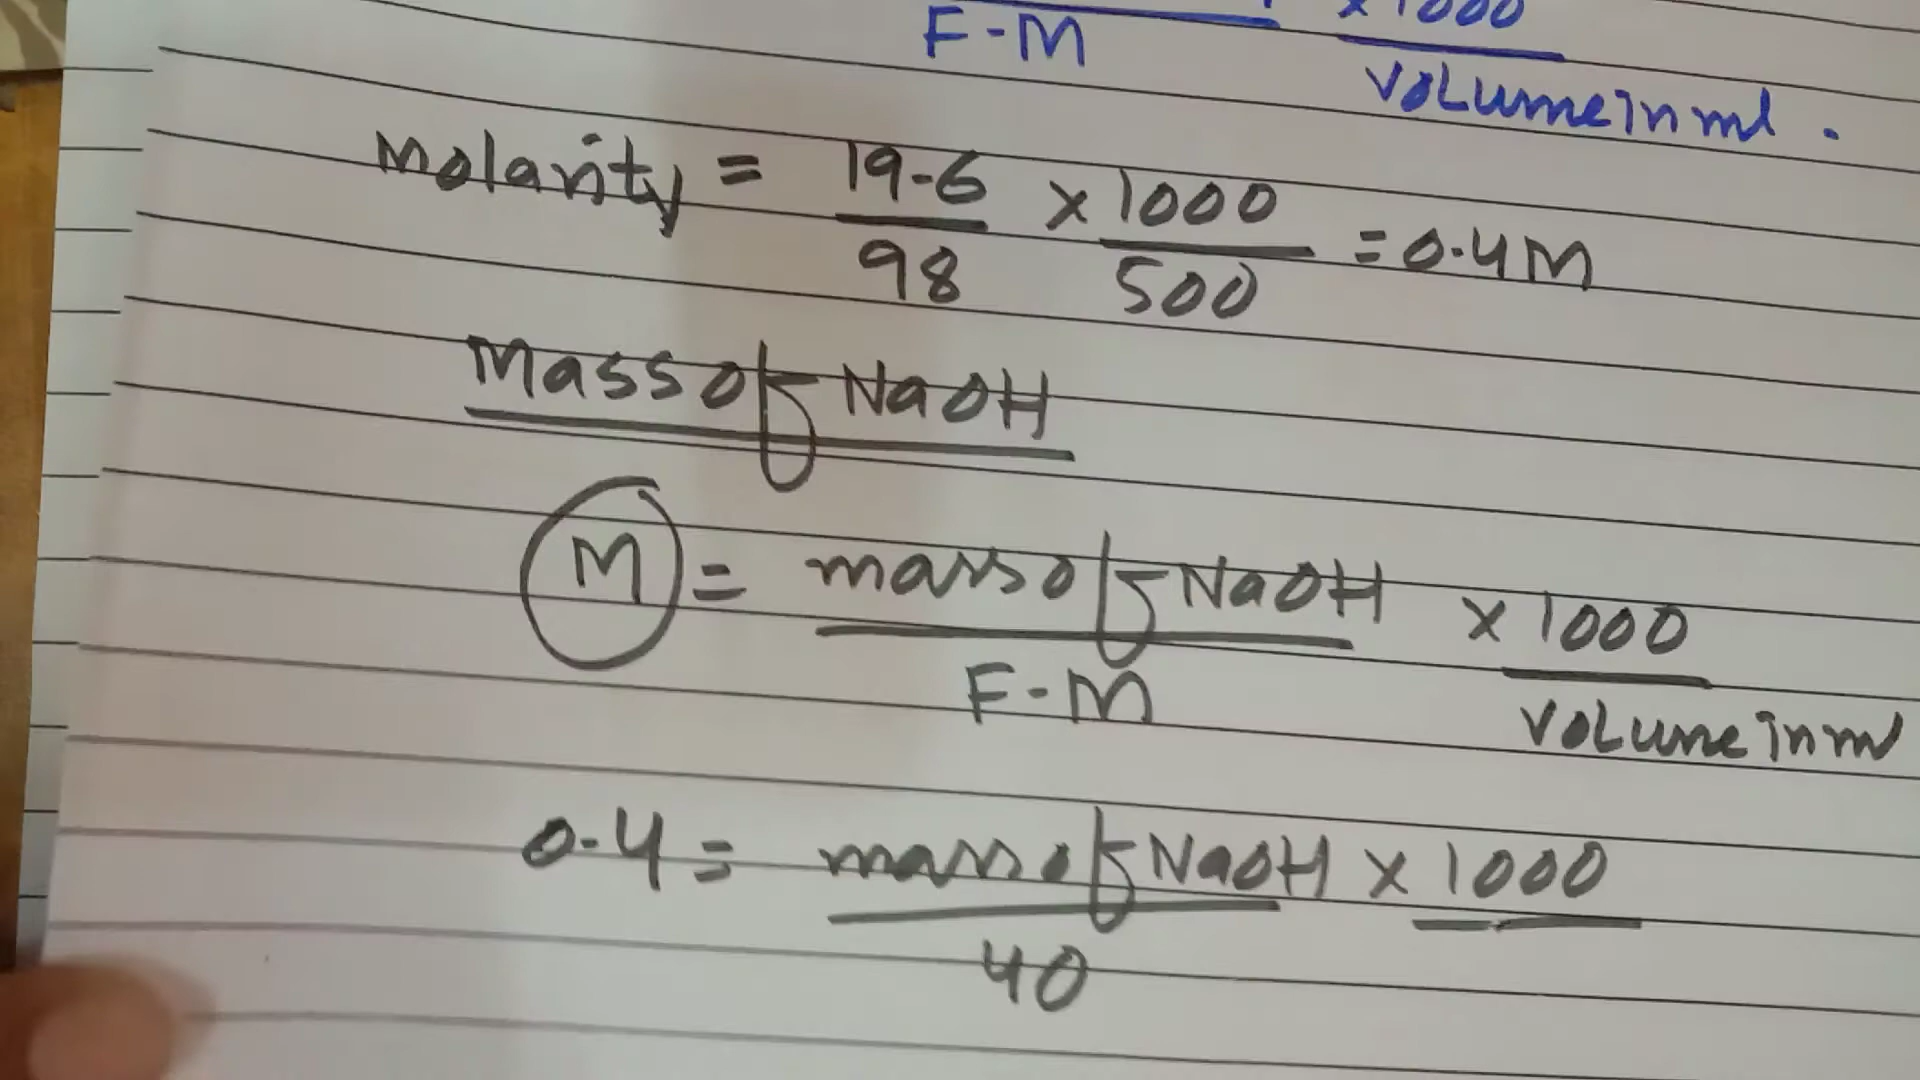 x 1000
F-M
Volume in ml.
Molarity = 19-6 x 1000 = 0.4M
98 500
Mass of NaOH
M = mass of NaOH x 1000
F-M Volume in ml
0.4 = mass of NaOH x 1000
40